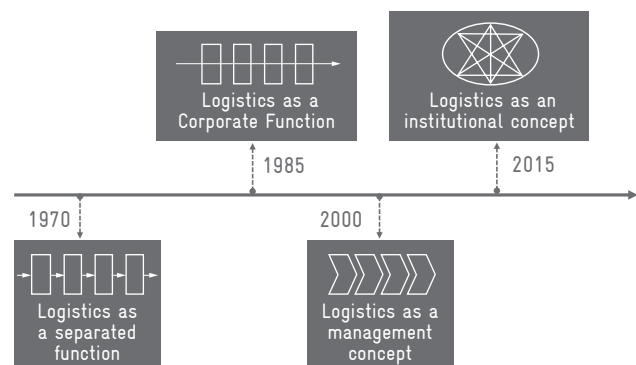 Logistics as a
Corporate Function
Logistics as an
institutional concept
1985
2015
1970
2000
Logistics as
a separated
function
Logistics as a
management
concept